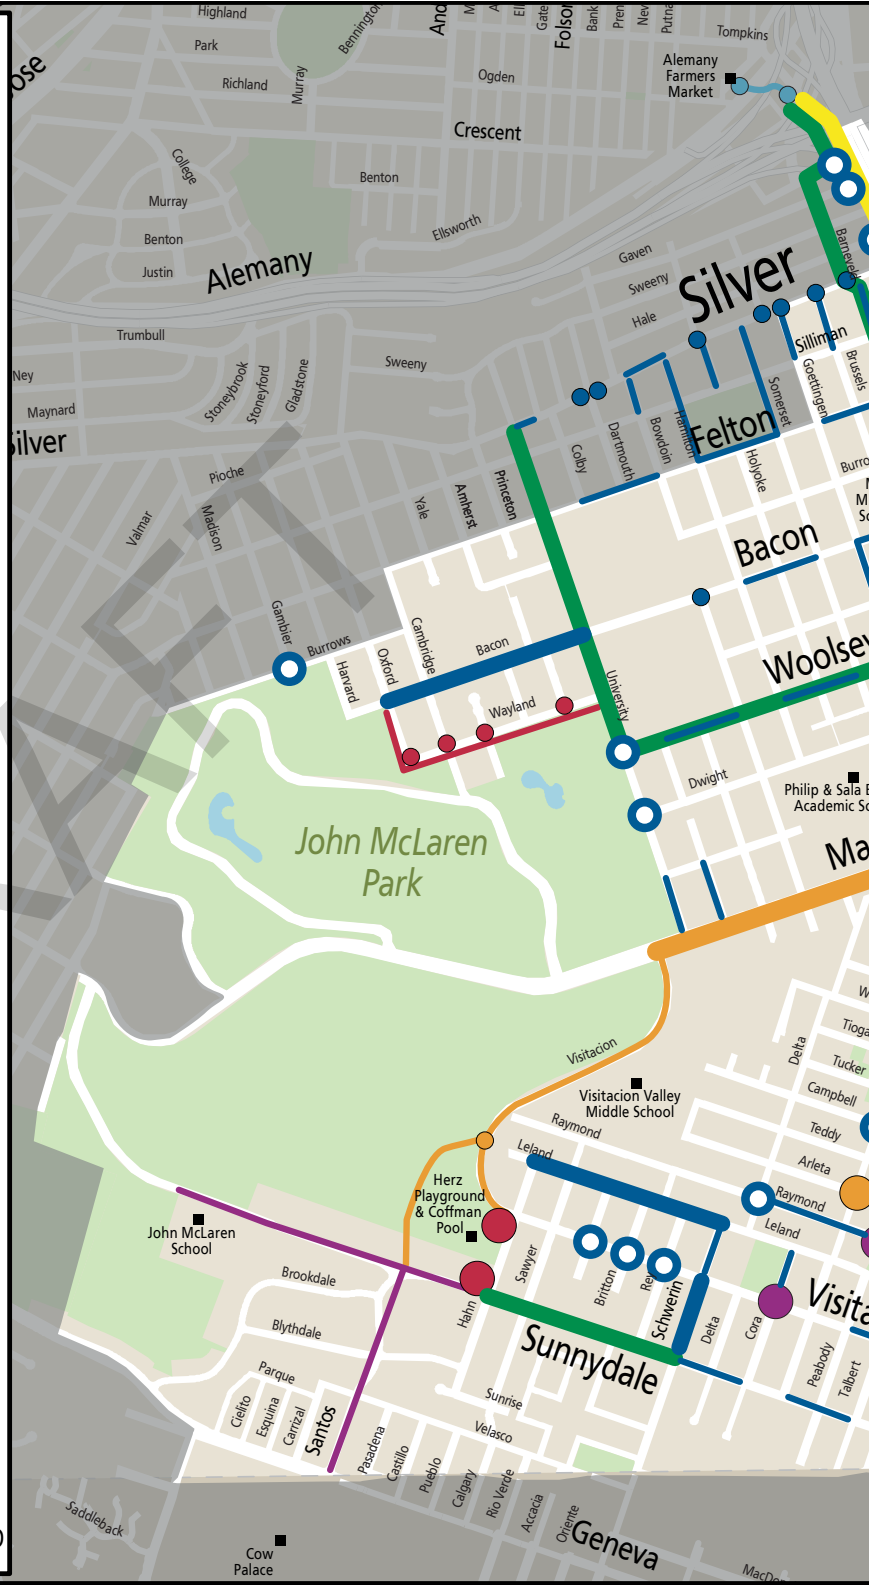 Highland
Bennington
Park
Richland
Murray
Ogden
Tompkins
Alemany
Farmers
Market
Crescent
College
Benton
Murray
Benton
Justin
Ellsworth
Alemany
Gaven
Sweeny
Hale
Silver
Barneveld
Trumbull
Ney
Maynard
Silver
Stoneybrook
Stoneyford
Gladstone
Sweeny
Silliman
Goettingen
Brussels
Somerset
Felton
Hamilton
Bowdoin
Dartmouth
Colby
Holyoke
Pioche
Valmar
Madison
Yale
Amherst
Princeton
Bacon
Gambier
Burrows
Harvard
Oxford
Cambridge
Bacon
Wayland
University
Woolsey
Dwight
Philip & Sala
Academic
John McLaren
Park
Visitacion
Visitacion Valley
Middle School
Delta
Tioga
Tucker
Campbell
Teddy
Arleta
Raymond
Leland
Raymond
Leland
Herz
Playground
& Coffman
Pool
John McLaren
School
Sawyer
Britton
Schwerin
Delta
Cora
Peabody
Talbert
Brookdale
Hahn
Blythdale
Sunnydale
Parque
Cielito
Esquina
Carrizal
Santos
Sunrise
Velasco
Pasadena
Castillo
Pueblo
Calgary
Rio Verde
Accacia
Oriente
Geneva
Saddleback
Cow
Palace